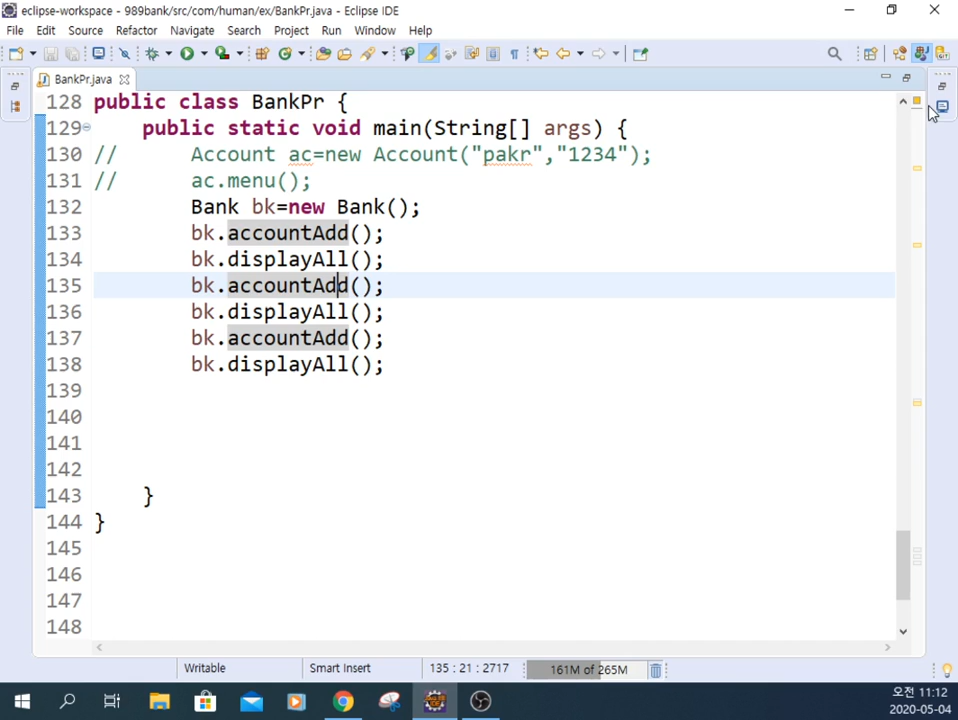 eclipse-workspace - 989bank/src/com/human/ex/BankPr.java - Eclipse IDE
File Edit Source Refactor Navigate Search Project Run Window Help
BankPr.java
128 public class BankPr {
129 public static void main(String[] args) {
130 // Account ac=new Account("pakr","1234");
131 // ac.menu();
132 Bank bk=new Bank();
133 bk.accountAdd();
134 bk.displayAll();
135 bk.accountAdd();
136 bk.displayAll();
137 bk.accountAdd();
138 bk.displayAll();
139
140
141
142
143 }
144 }
145
146
147
148
Writable Smart Insert 135 : 21 : 2717 161M of 265M
오전 11:12
2020-05-04